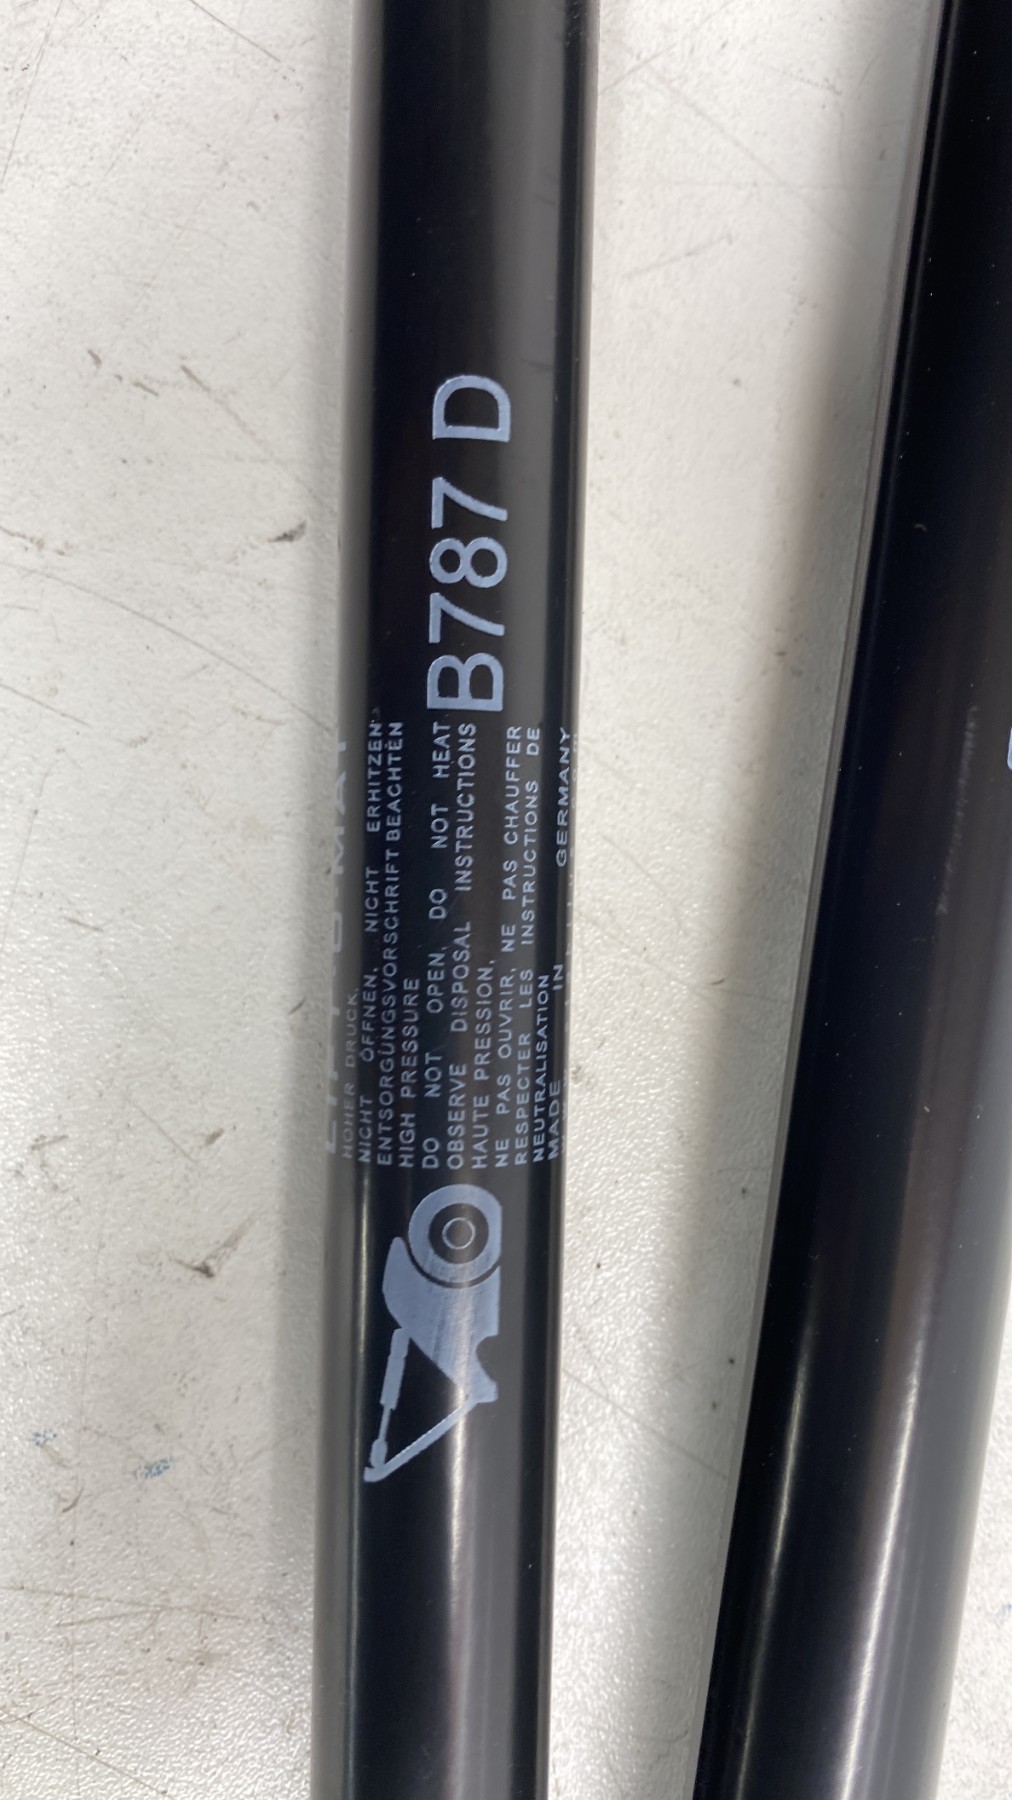 HOHER DRUCK,
NICHT ÖFFNEN, NICHT ERHITZEN
ENTSORGUNGSVORSCHRIFT BEACHTEN
HIGH PRESSURE
DO NOT OPEN, DO NOT HEAT
OBSERVE DISPOSAL INSTRUCTIONS
HAUTE PRESSION,
NE PAS OUVRIR, NE PAS CHAUFFER
RESPECTER LES INSTRUCTIONS DE
NEUTRALISATION
MADE IN GERMANY
B787 D